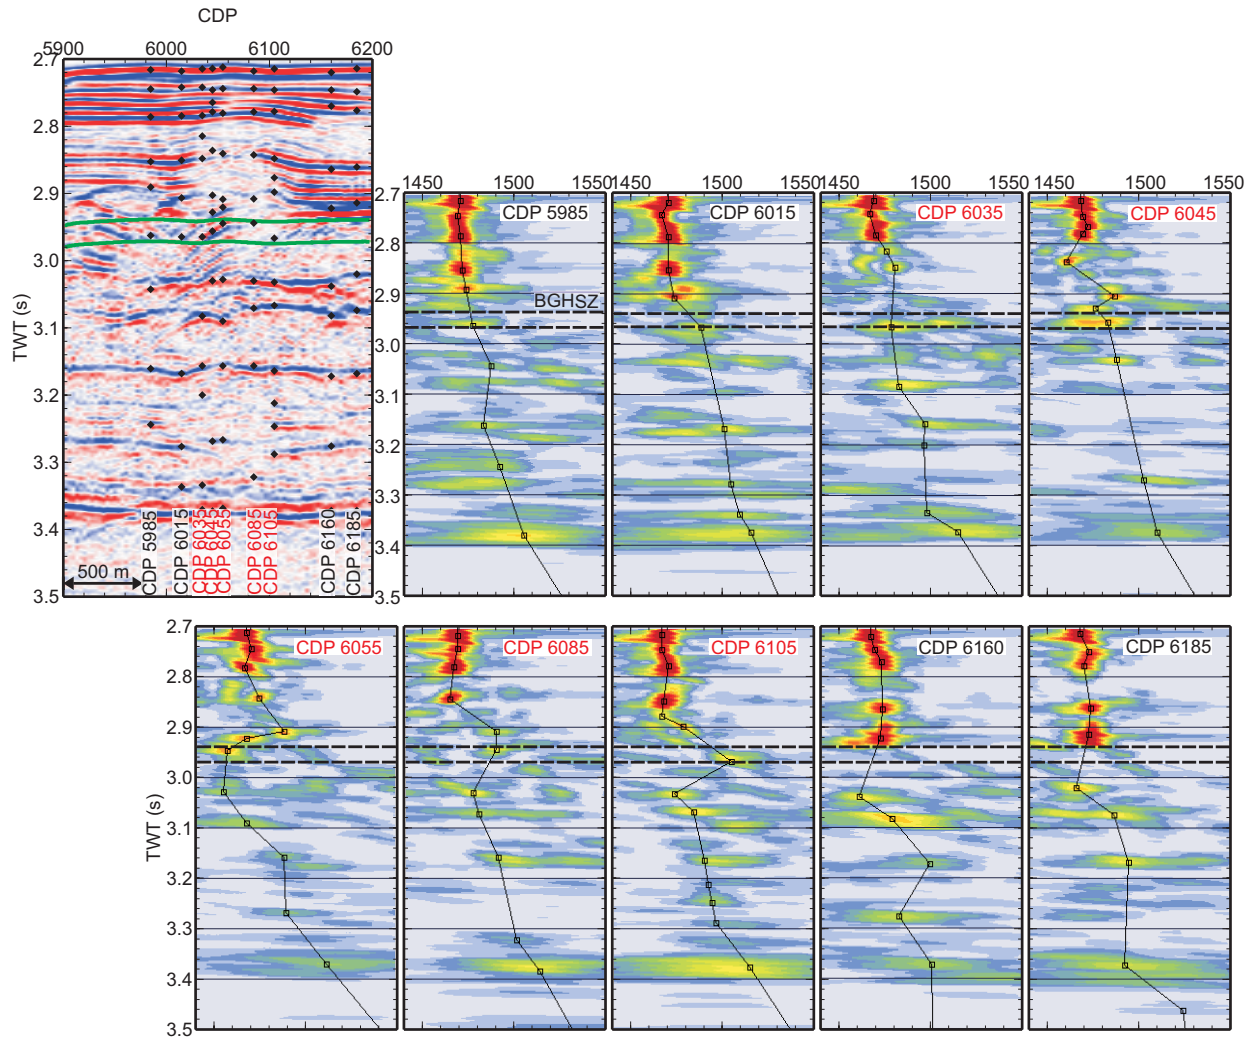 CDP
5900 6000 6100 6200
2.7
2.8
2.9
3.0
3.1
3.2
3.3
3.4
3.5
TWT (s)
500 m
CDP 5985
CDP 6015
CDP 6035
CDP 6045
CDP 6055
CDP 6085
CDP 6105
CDP 6160
CDP 6185
1450 1500 1550
1450 1500 1550
1450 1500 1550
1450 1500 1550
2.7
2.8
2.9
3.0
3.1
3.2
3.3
3.4
3.5
CDP 5985
BGHSZ
CDP 6015
CDP 6035
CDP 6045
2.7
2.8
2.9
3.0
3.1
3.2
3.3
3.4
3.5
TWT (s)
CDP 6055
CDP 6085
CDP 6105
CDP 6160
CDP 6185